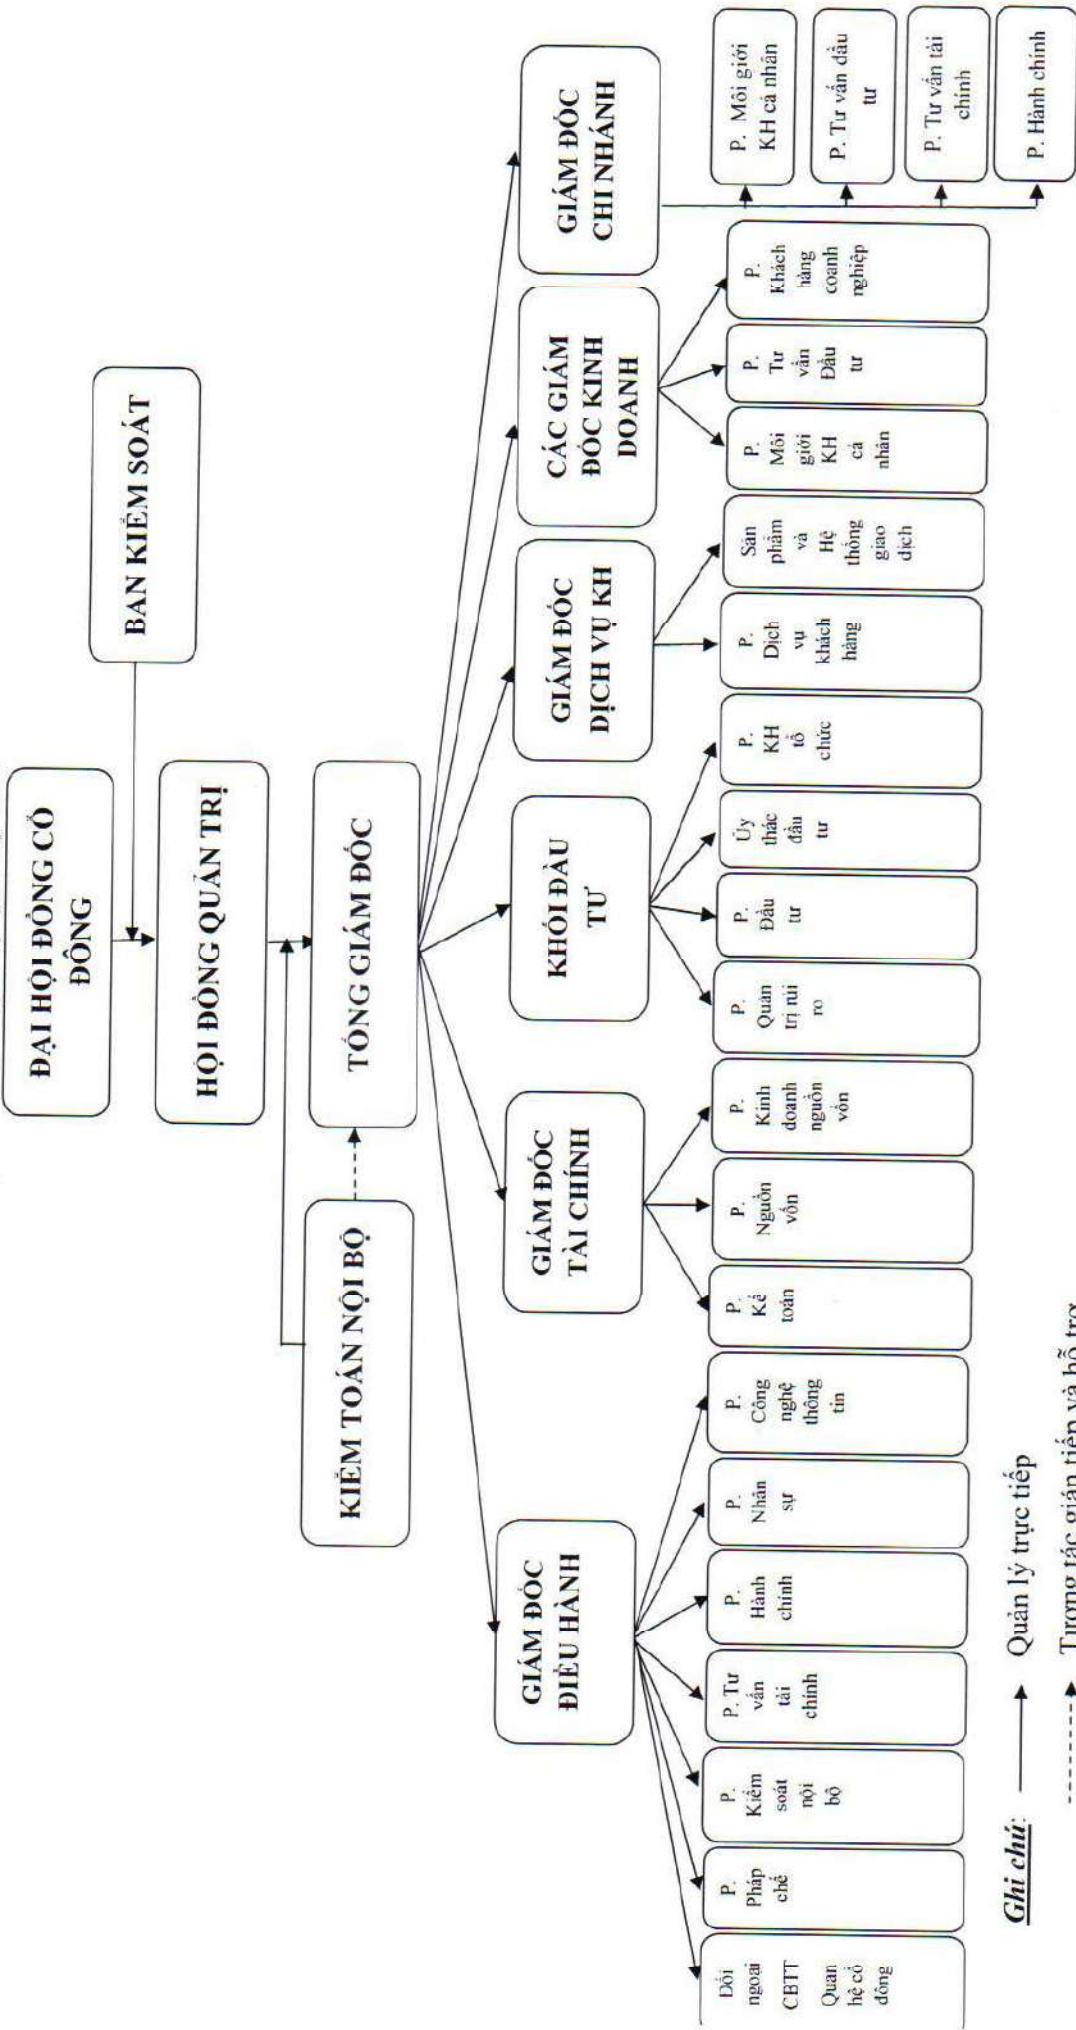 ĐẠI HỘI ĐỒNG CỔ
ĐÔNG
BAN KIỂM SOÁT
HỘI ĐỒNG QUẢN TRỊ
TỔNG GIÁM ĐỐC
KIỂM TOÁN NỘI BỘ
GIÁM ĐỐC
ĐIỀU HÀNH
GIÁM ĐỐC
TÀI CHÍNH
KHỐI ĐẦU
TƯ
GIÁM ĐỐC
DỊCH VỤ KH
CÁC GIÁM
ĐỐC KINH
DOANH
GIÁM ĐỐC
CHI NHÁNH
Đối
ngoại
CBTT
Quan
hệ cổ
đông
P.
Pháp
chế
P.
Kiểm
soát
nội
bộ
P. Tư
vấn
tài
chính
P.
Hành
chính
P.
Nhân
sự
P.
Công
nghệ
thông
tin
P.
Kế
toán
P.
Nguồn
vốn
P.
Kinh
doanh
nguồn
vốn
P.
Quản
trị rủi
ro
P.
Đầu
tư
Ủy
thác
đầu
tư
P.
KH
tổ
chức
P.
Dịch
vụ
khách
hàng
Sản
phẩm
và
Hệ
thống
giao
dịch
P.
Môi
giới
KH
cá
nhân
P.
Tư
vấn
Đầu
tư
P.
Khách
hàng
doanh
nghiệp
P. Môi giới
KH cá nhân
P. Tư vấn đầu
tư
P. Tư vấn tài
chính
P. Hành chính
Ghi chú:
Quản lý trực tiếp
Tương tác gián tiếp và hỗ trợ